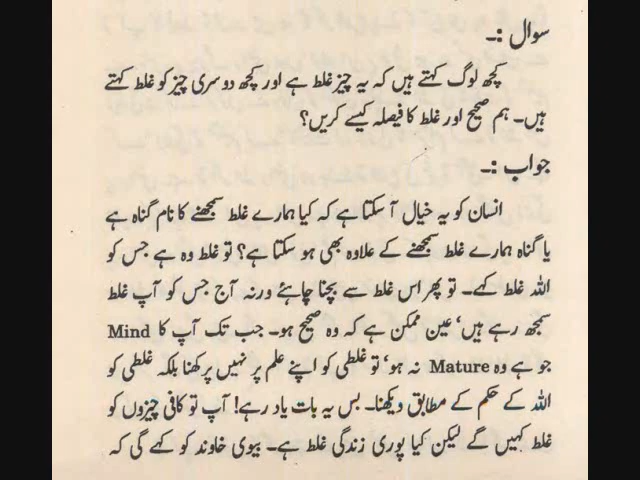 سوال :۔
کچھ لوگ کہتے ہیں کہ یہ چیز غلط ہے اور کچھ دوسری چیز کو غلط کہتے
ہیں۔ ہم صحیح اور غلط کا فیصلہ کیسے کریں؟
جواب :۔
انسان کو یہ خیال آ سکتا ہے کہ کیا ہمارے غلط سمجھنے کا نام گناہ ہے
یا گناہ ہمارے غلط سمجھنے کے علاوہ بھی ہو سکتا ہے؟ تو غلط وہ ہے جس کو
اللہ غلط کہے۔ تو پھر اس غلط سے بچنا چاہئے ورنہ آج جس کو آپ غلط
سمجھ رہے ہیں، عین ممکن ہے کہ وہ صحیح ہو۔ جب تک آپ کا Mind
جو ہے وہ Mature نہ ہو، تو غلطی کو اپنے علم پر نہیں پرکھنا بلکہ غلطی کو
اللہ کے حکم کے مطابق دیکھنا۔ بس یہ بات یاد رہے! آپ تو کافی چیزوں کو
غلط کہیں گے لیکن کیا پوری زندگی غلط ہے۔ بیوی خاوند کو کہے گی کہ